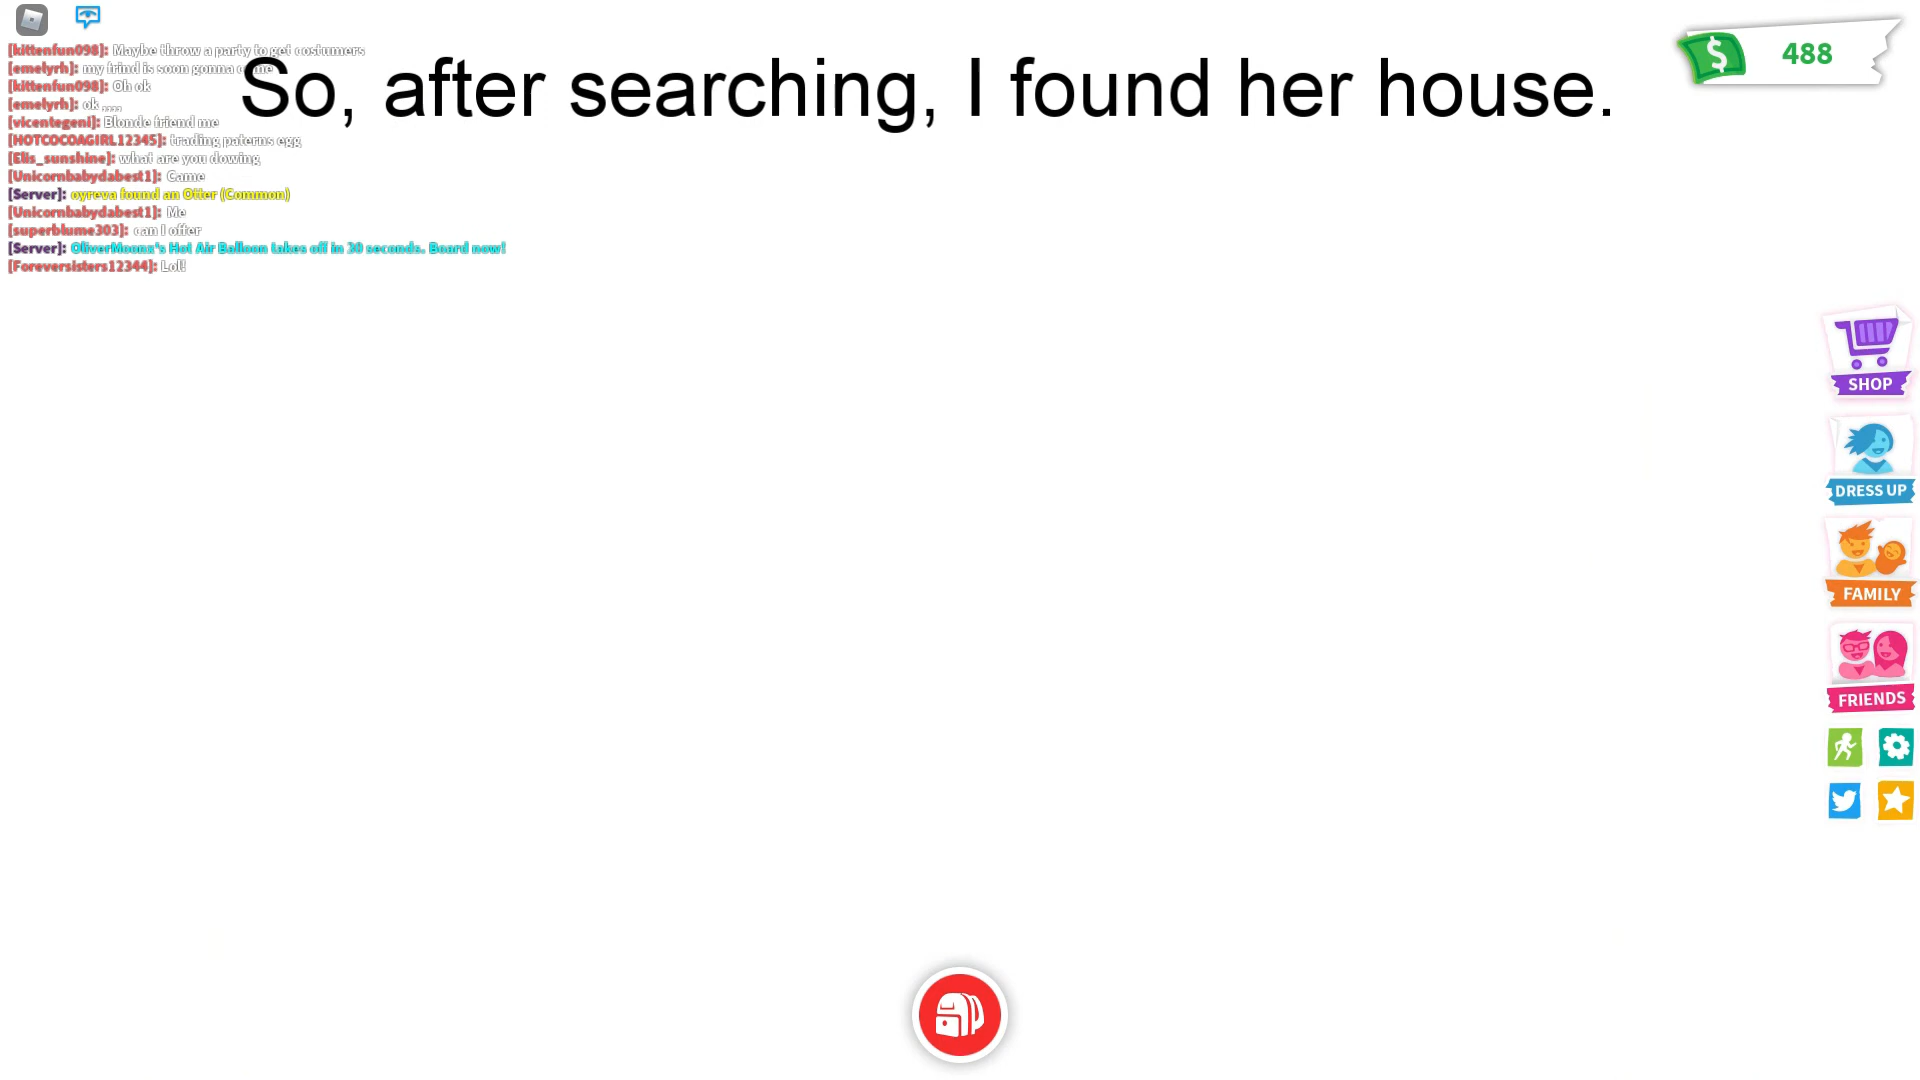 [kittenfun098]: Maybe throw a party to get costumers
[emelyrh]: my frind is soon gonna come
[kittenfun098]: Oh ok
[emelyrh]: ok ,,,,
[vicentegeni]: Blonde friend me
[HOTCOCOAGIRL12345]: trading paterns egg
[Elis_sunshine]: what are you dowing
[Unicornbabydabest1]: Came
[Server]: oyreva found an Otter (Common)
[Unicornbabydabest1]: Me
[superblume303]: can I offer
[Server]: OliverMoonz's Hot Air Balloon takes off in 30 seconds. Board now!
[Foreversisters12344]: Lol!
So, after searching, I found her house.
488
SHOP
DRESS UP
FAMILY
FRIENDS